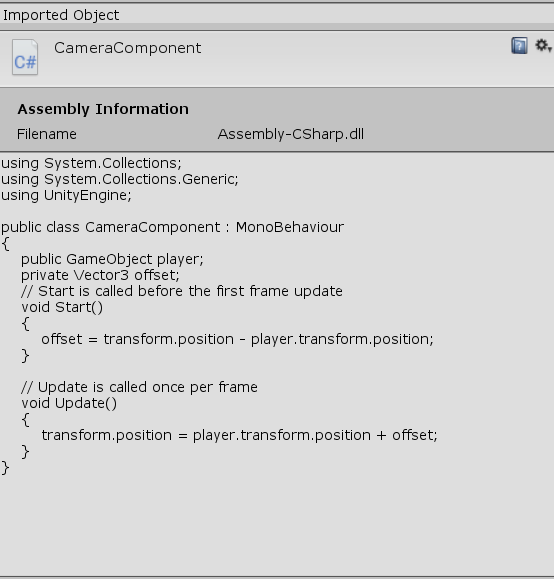 Imported Object
C#
CameraComponent
Assembly Information
Filename Assembly-CSharp.dll
using System.Collections;
using System.Collections.Generic;
using UnityEngine;

public class CameraComponent : MonoBehaviour
{
    public GameObject player;
    private Vector3 offset;
    // Start is called before the first frame update
    void Start()
    {
        offset = transform.position - player.transform.position;
    }

    // Update is called once per frame
    void Update()
    {
        transform.position = player.transform.position + offset;
    }
}